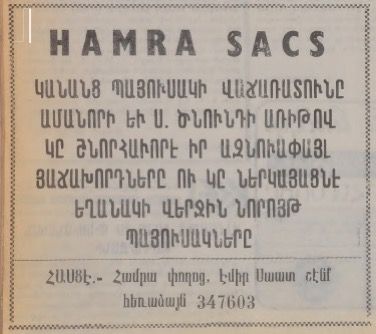 HAMRA SACS
ԿԱՆԱՆՑ ՊԱՅՈՒՍԱԿԻ ՎԱՃԱՌԱՏՈՒՆԸ
ԱՄԱՆՈՐԻ ԵՒ Ս. ԾՆՈՒՆԴԻ ԱՌԻԹՈՎ
ԿԸ ՇՆՈՐՀԱՒՈՐԷ ԻՐ ԱԶՆՈՒԱՓԱՅԼ
ՅԱՃԱԽՈՐԴՆԵՐԸ ՈՒ ԿԸ ՆԵՐԿԱՅԱՑՆԷ
ԵՂԱՆԱԿԻ ՎԵՐՋԻՆ ՆՈՐՈՅԹ
ՊԱՅՈՒՍԱԿՆԵՐԸ
ՀԱՍՑԷ.- Համրա փողոց, Էմիր Սաատ շէնք
հեռաձայն 347603